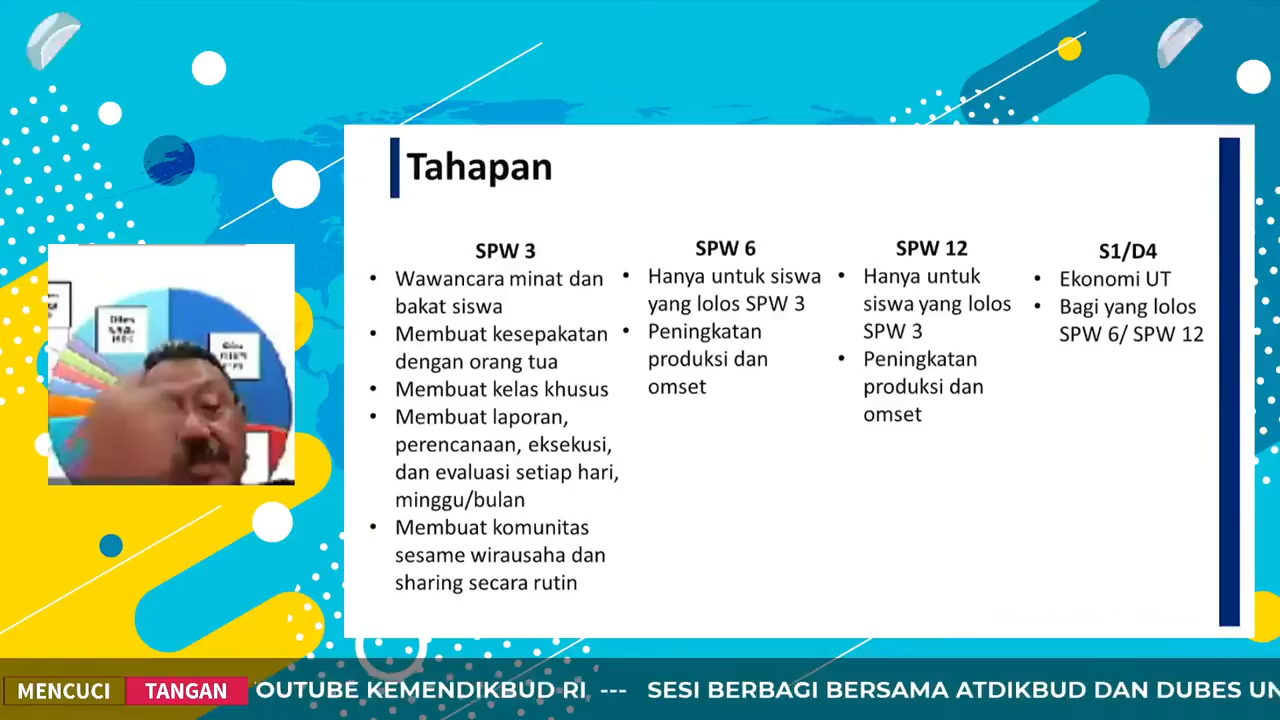 Tahapan
SPW 3
• Wawancara minat dan
bakat siswa
• Membuat kesepakatan
dengan orang tua
• Membuat kelas khusus
• Membuat laporan,
perencanaan, eksekusi,
dan evaluasi setiap hari,
minggu/bulan
• Membuat komunitas
sesame wirausaha dan
sharing secara rutin
SPW 6
• Hanya untuk siswa
yang lolos SPW 3
• Peningkatan
produksi dan
omset
SPW 12
• Hanya untuk
siswa yang lolos
SPW 3
• Peningkatan
produksi dan
omset
S1/D4
• Ekonomi UT
• Bagi yang lolos
SPW 6/ SPW 12
MENCUCI TANGAN OUTUBE KEMENDIKBUD RI --- SESI BERBAGI BERSAMA ATDIKBUD DAN DUBES UN